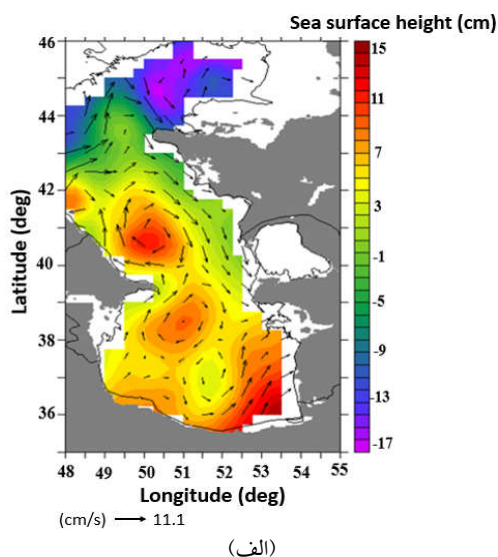 Sea surface height (cm)
46
44
42
40
38
36
Latitude (deg)
15
11
7
3
-1
-5
-9
-13
-17
48 49 50 51 52 53 54 55
Longitude (deg)
(cm/s) 11.1
(الف)